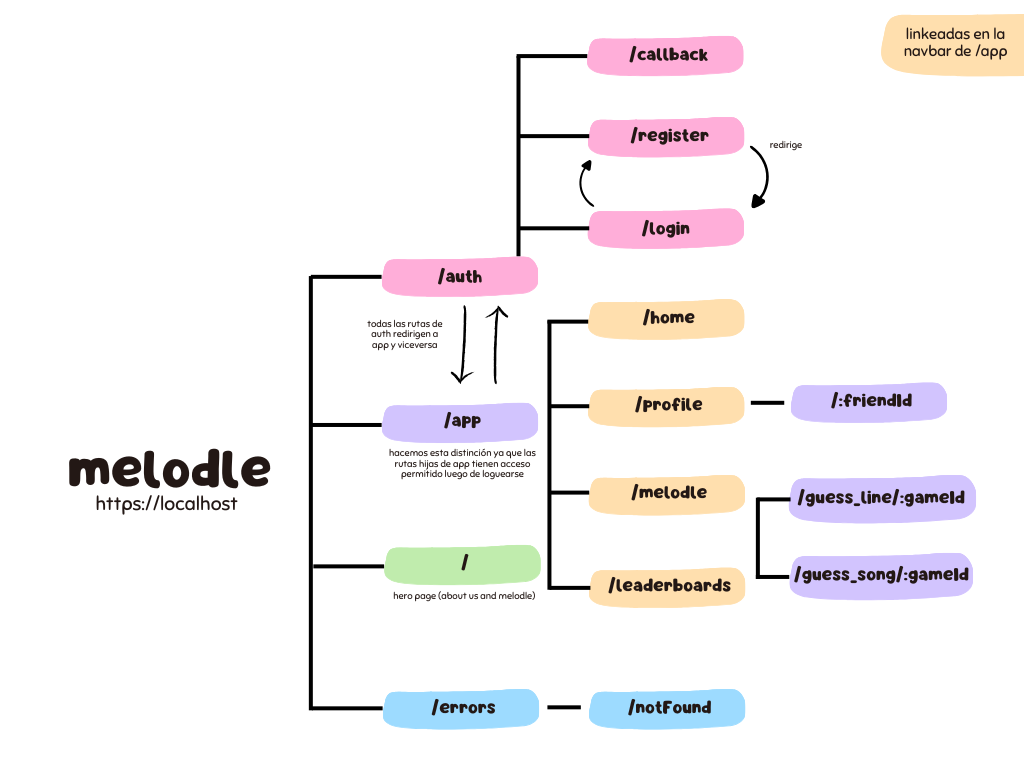 linkeadas en la
navbar de /app
/callback
/register
redirige
/login
/auth
todas las rutas de
auth redirigen a
app y viceversa
/home
/profile
/:friendId
/app
hacemos esta distinción ya que las
rutas hijas de app tienen acceso
permitido luego de loguearse
melodle
https://localhost
/melodle
/guess_line/:gameId
/guess_song/:gameId
/
hero page (about us and melodle)
/leaderboards
/errors
/notFound